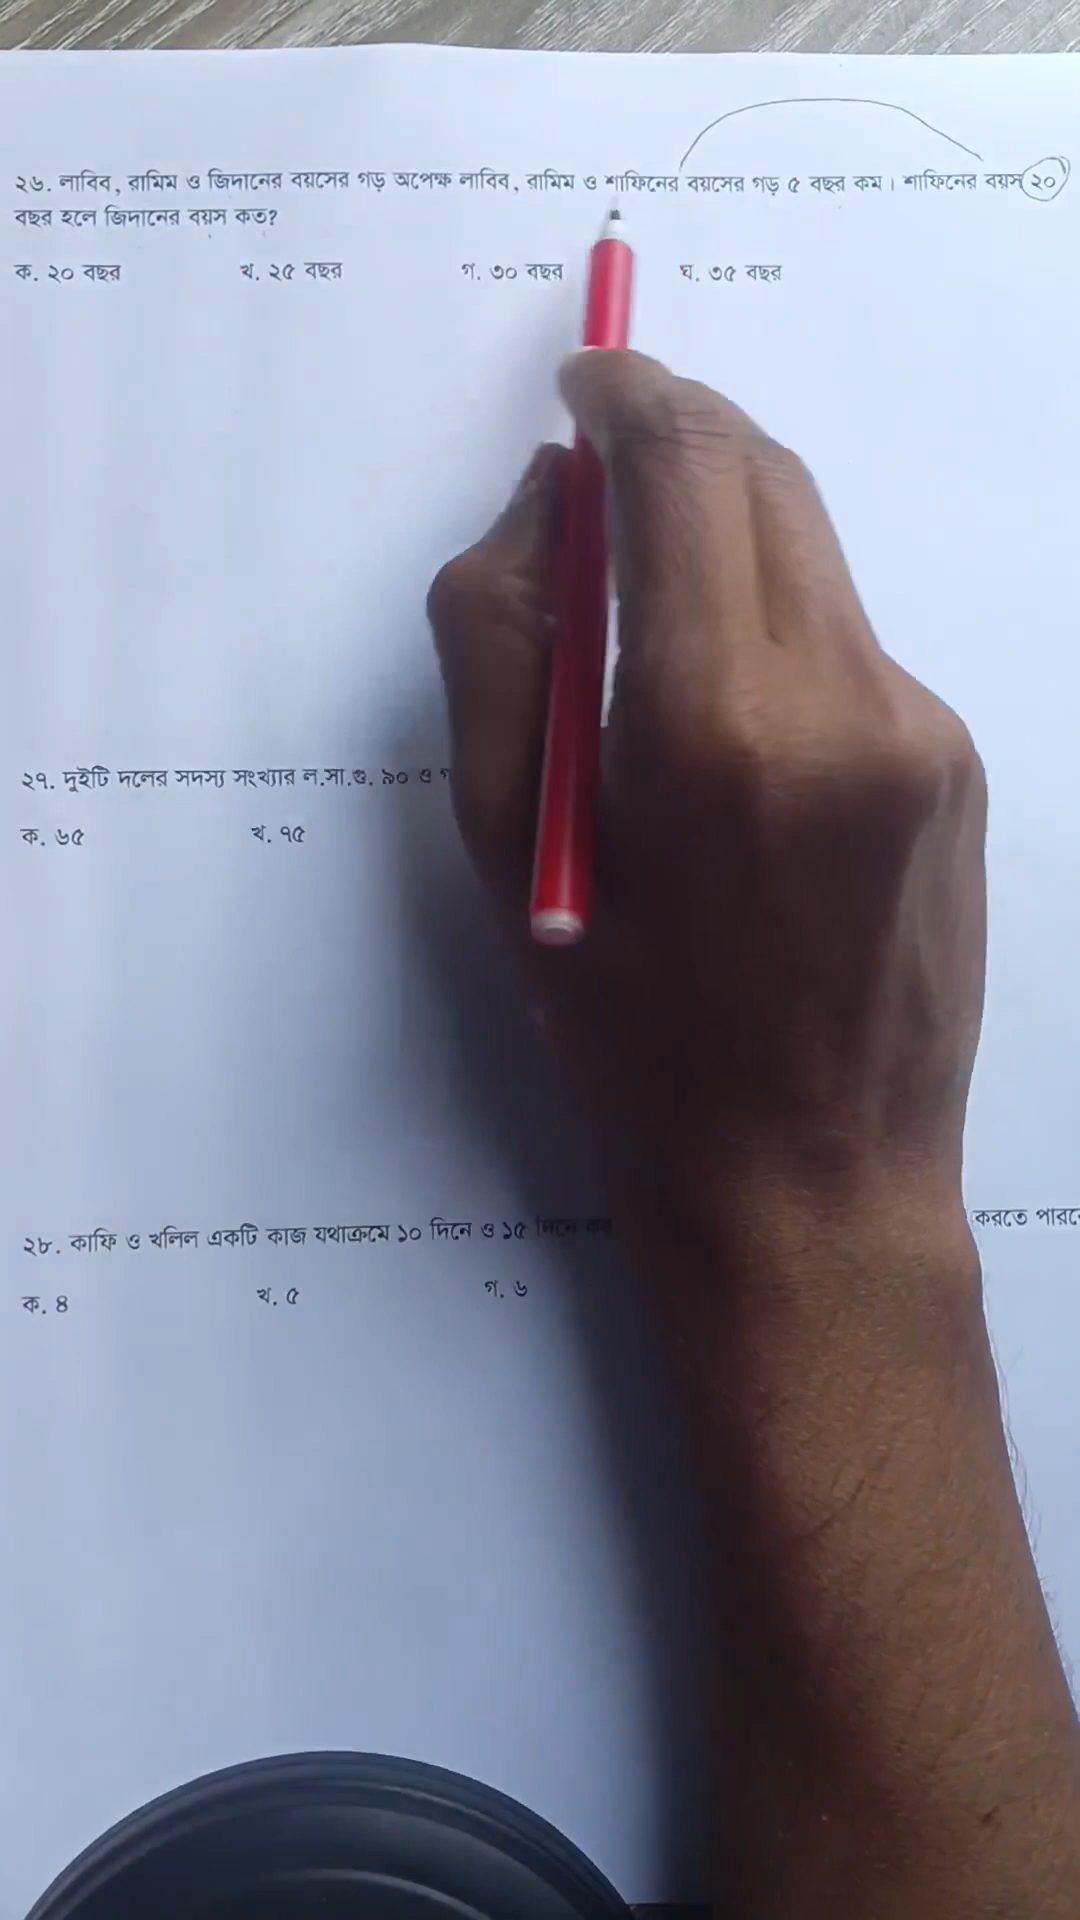 ২৬. লাবিব, রামিম ও জিদানের বয়সের গড় অপেক্ষ লাবিব, রামিম ও শাফিনের বয়সের গড় ৫ বছর কম। শাফিনের বয়স ২০
বছর হলে জিদানের বয়স কত?
ক. ২০ বছর খ. ২৫ বছর গ. ৩০ বছর ঘ. ৩৫ বছর
২৭. দুইটি দলের সদস্য সংখ্যার ল.সা.গু. ৯০ ও গ
ক. ৬৫ খ. ৭৫
২৮. কাফি ও খলিল একটি কাজ যথাক্রমে ১০ দিনে ও ১৫ দিনে কর করতে পারে
ক. ৪ খ. ৫ গ. ৬